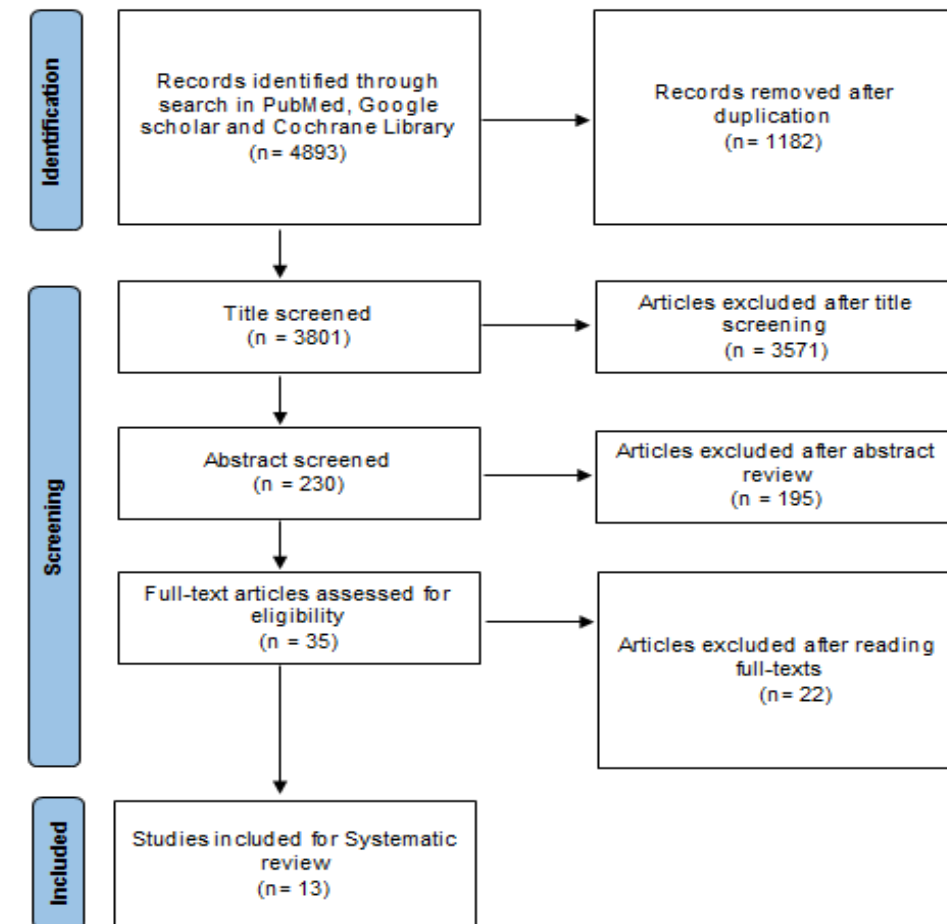 Identification
Records identified through
search in PubMed, Google
scholar and Cochrane Library
(n= 4893)
Records removed after
duplication
(n= 1182)
Screening
Title screened
(n = 3801)
Articles excluded after title
screening
(n = 3571)
Abstract screened
(n = 230)
Articles excluded after abstract
review
(n = 195)
Full-text articles assessed for
eligibility
(n = 35)
Articles excluded after reading
full-texts
(n= 22)
Included
Studies included for Systematic
review
(n= 13)